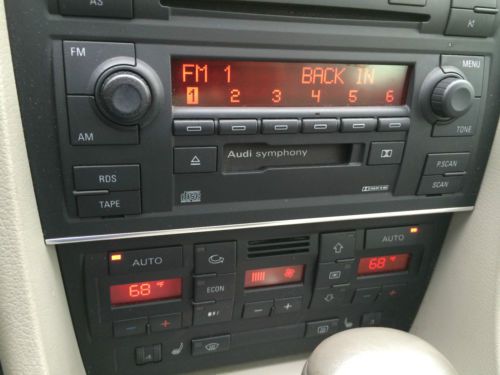 AS
FM
FM 1 BACK IN
MENU
1 2 3 4 5 6
AM
TONE
Audi symphony
RDS
P.SCAN
TAPE
SCAN
AUTO
AUTO
68 °F
ECON
68 °F